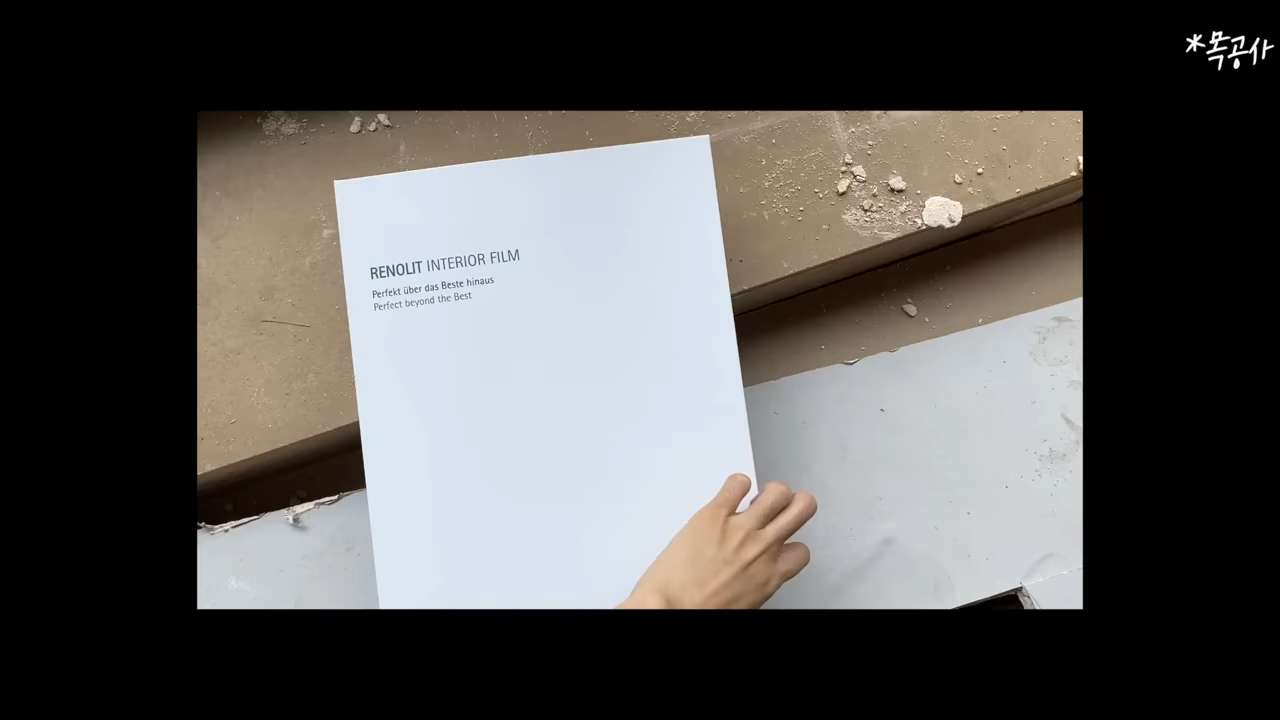 *목공사
RENOLIT INTERIOR FILM
Perfekt über das Beste hinaus
Perfect beyond the Best